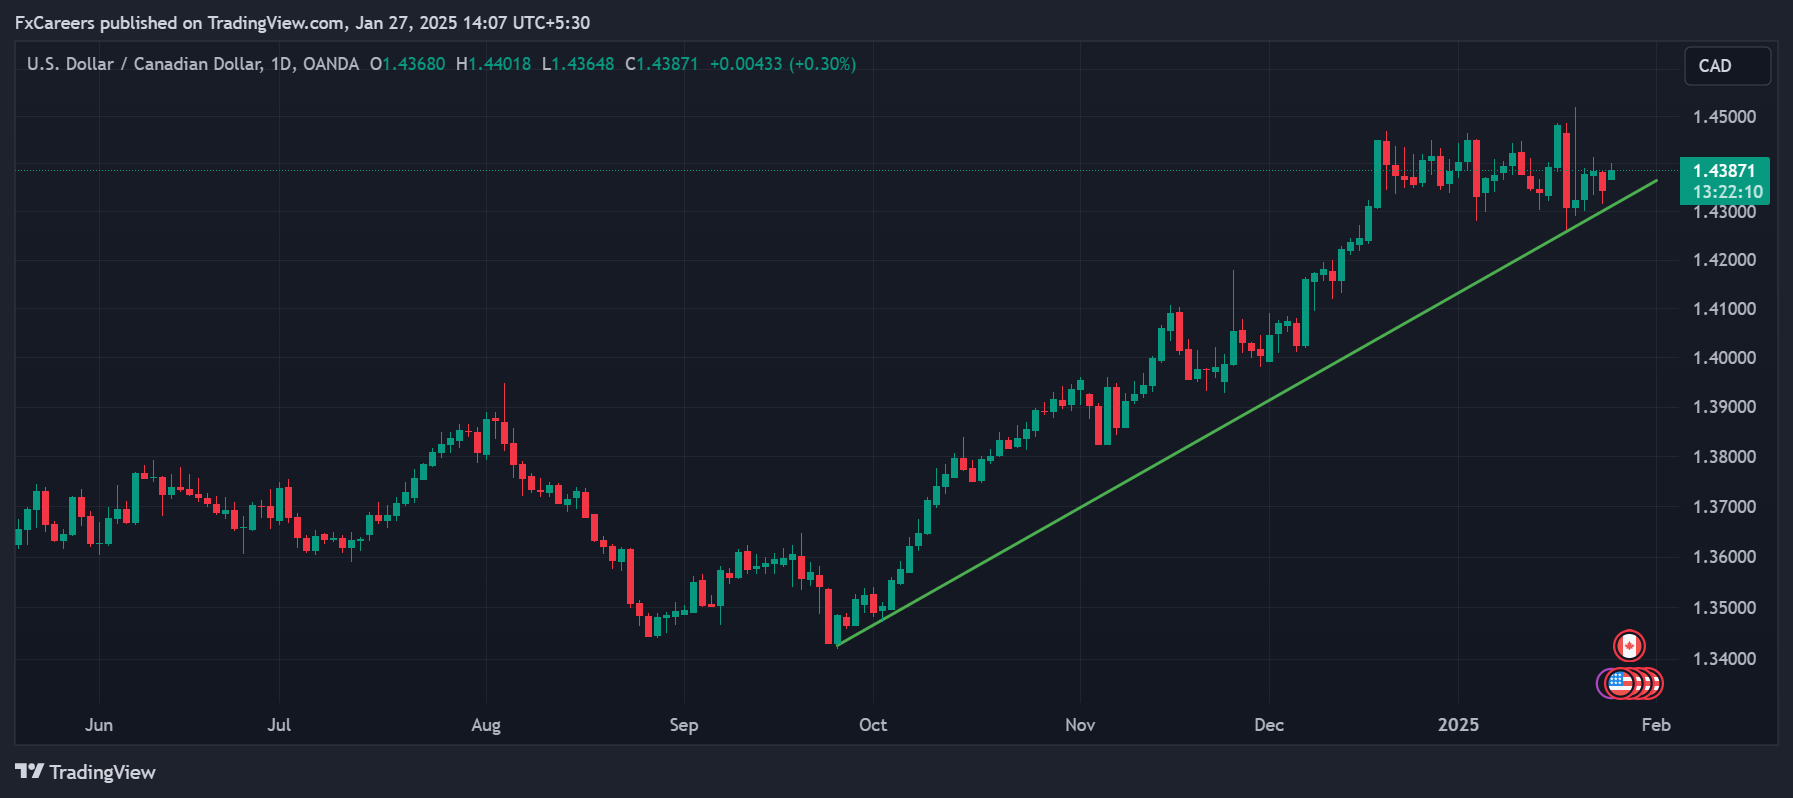 FxCareers published on TradingView.com, Jan 27, 2025 14:07 UTC+5:30
U.S. Dollar / Canadian Dollar, 1D, OANDA O1.43680 H1.44018 L1.43648 C1.43871 +0.00433 (+0.30%)
CAD
1.45000
1.43871
13:22:10
1.43000
1.42000
1.41000
1.40000
1.39000
1.38000
1.37000
1.36000
1.35000
1.34000
Jun Jul Aug Sep Oct Nov Dec 2025 Feb
TradingView